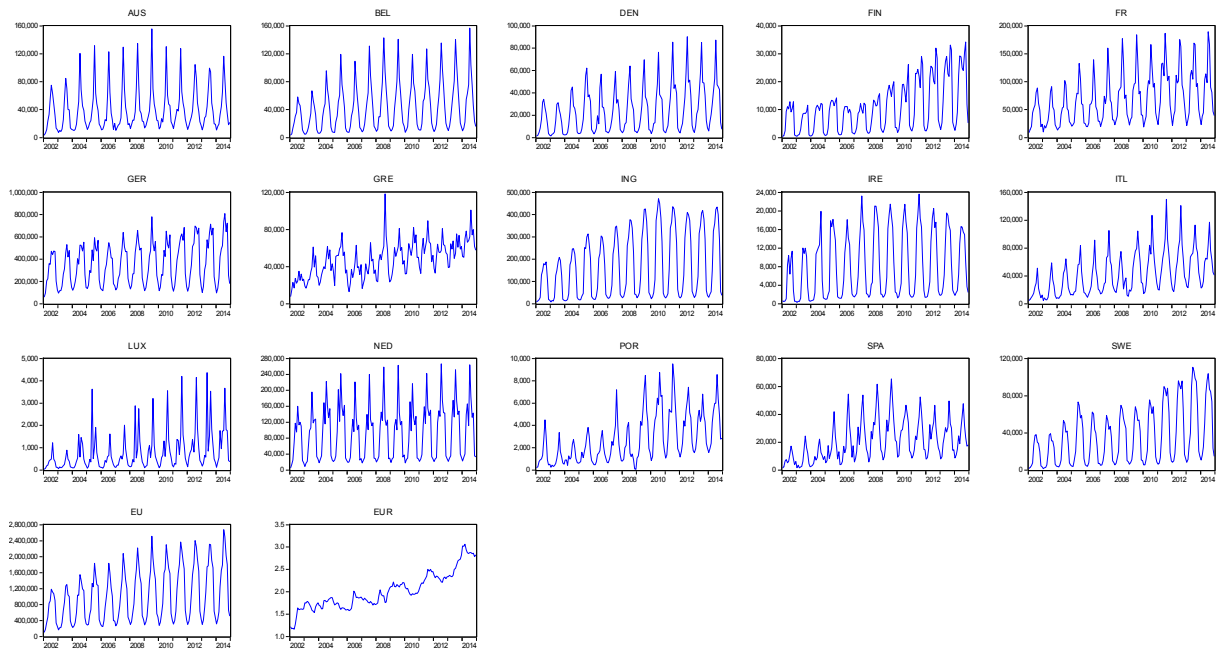 AUS
160,000
120,000
80,000
40,000
0
2002 2004 2006 2008 2010 2012 2014
BEL
160,000
120,000
80,000
40,000
0
2002 2004 2006 2008 2010 2012 2014
DEN
100,000
80,000
60,000
40,000
20,000
0
2002 2004 2006 2008 2010 2012 2014
FIN
40,000
30,000
20,000
10,000
0
2002 2004 2006 2008 2010 2012 2014
FR
200,000
150,000
100,000
50,000
0
2002 2004 2006 2008 2010 2012 2014
GER
1,000,000
800,000
600,000
400,000
200,000
0
2002 2004 2006 2008 2010 2012 2014
GRE
120,000
80,000
40,000
0
2002 2004 2006 2008 2010 2012 2014
ING
500,000
400,000
300,000
200,000
100,000
0
2002 2004 2006 2008 2010 2012 2014
IRE
24,000
20,000
16,000
12,000
8,000
4,000
0
2002 2004 2006 2008 2010 2012 2014
ITL
160,000
120,000
80,000
40,000
0
2002 2004 2006 2008 2010 2012 2014
LUX
5,000
4,000
3,000
2,000
1,000
0
2002 2004 2006 2008 2010 2012 2014
NED
280,000
240,000
200,000
160,000
120,000
80,000
40,000
0
2002 2004 2006 2008 2010 2012 2014
POR
10,000
8,000
6,000
4,000
2,000
0
2002 2004 2006 2008 2010 2012 2014
SPA
80,000
60,000
40,000
20,000
0
2002 2004 2006 2008 2010 2012 2014
SWE
120,000
80,000
40,000
0
2002 2004 2006 2008 2010 2012 2014
EU
2,800,000
2,400,000
2,000,000
1,600,000
1,200,000
800,000
400,000
0
2002 2004 2006 2008 2010 2012 2014
EUR
3.5
3.0
2.5
2.0
1.5
1.0
2002 2004 2006 2008 2010 2012 2014